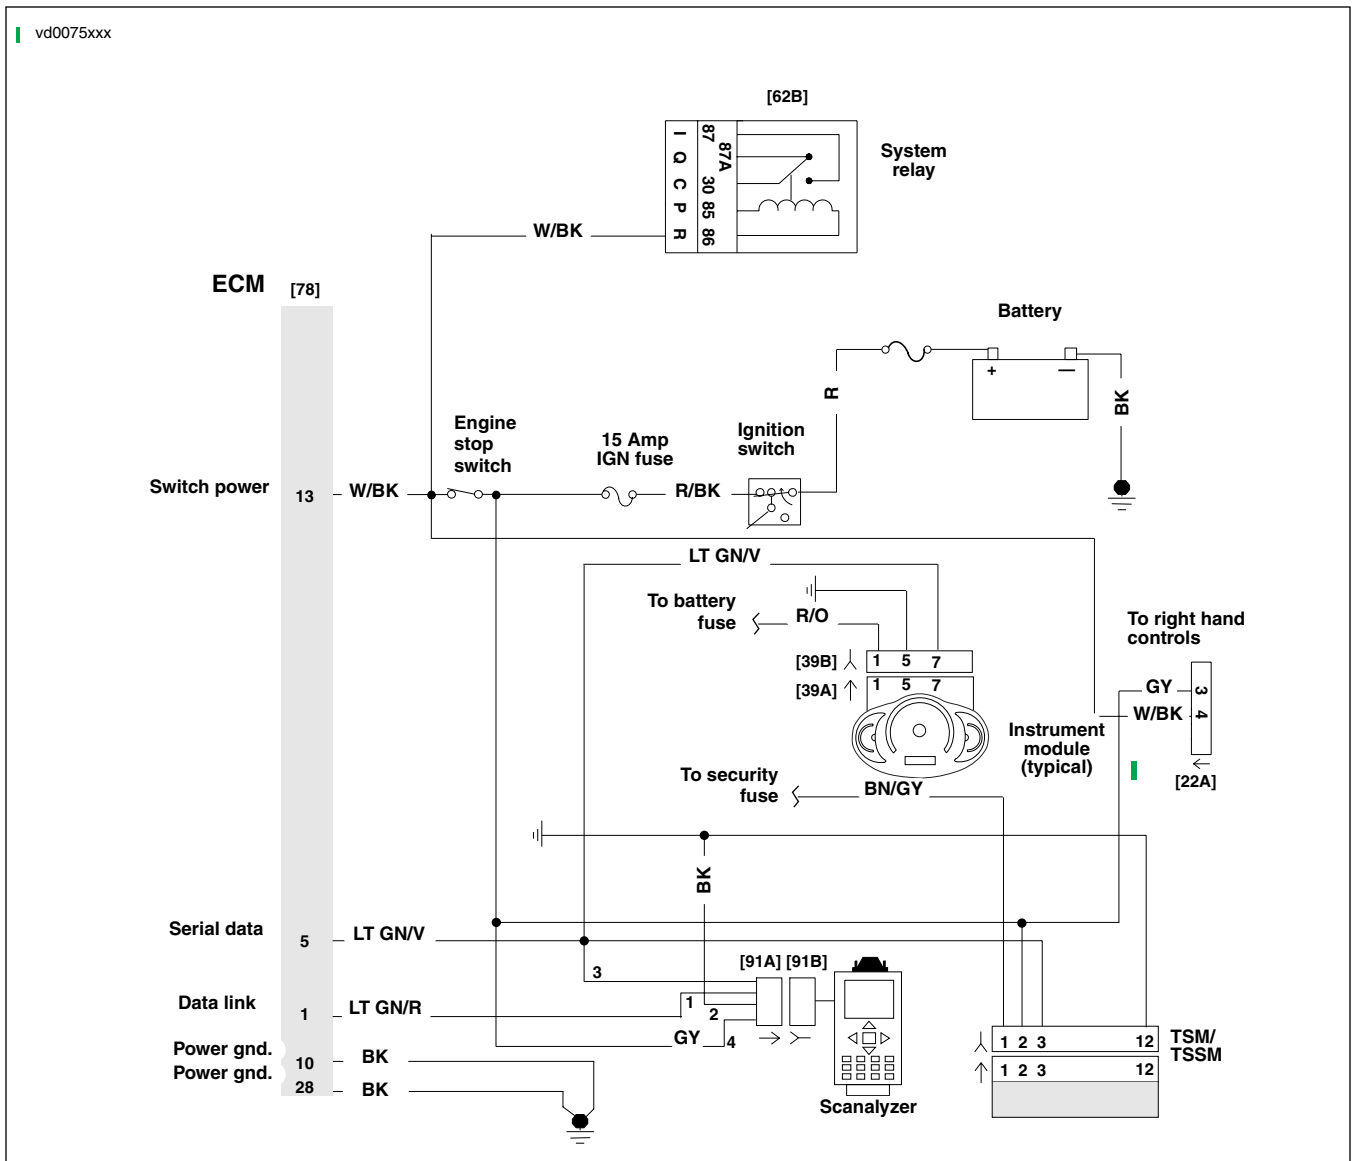 vd0075xxx
[62B]
I 87
87A
Q
C 30
P 85
R 86
System
relay
W/BK
ECM [78]
Battery
+ —
R
BK
Engine
stop
switch
15 Amp
IGN fuse
Ignition
switch
Switch power 13 W/BK
R/BK
LT GN/V
To battery
fuse
R/O
[39B] 1 5 7
[39A] 1 5 7
Instrument
module
(typical)
To right hand
controls
GY 3
W/BK 4
[22A]
To security
fuse
BN/GY
BK
Serial data 5 LT GN/V
[91A] [91B]
3
Data link 1 LT GN/R
1
2
GY 4
Power gnd. 10 BK
Power gnd. 28 BK
Scanalyzer
1 2 3 12
1 2 3 12
TSM/
TSSM